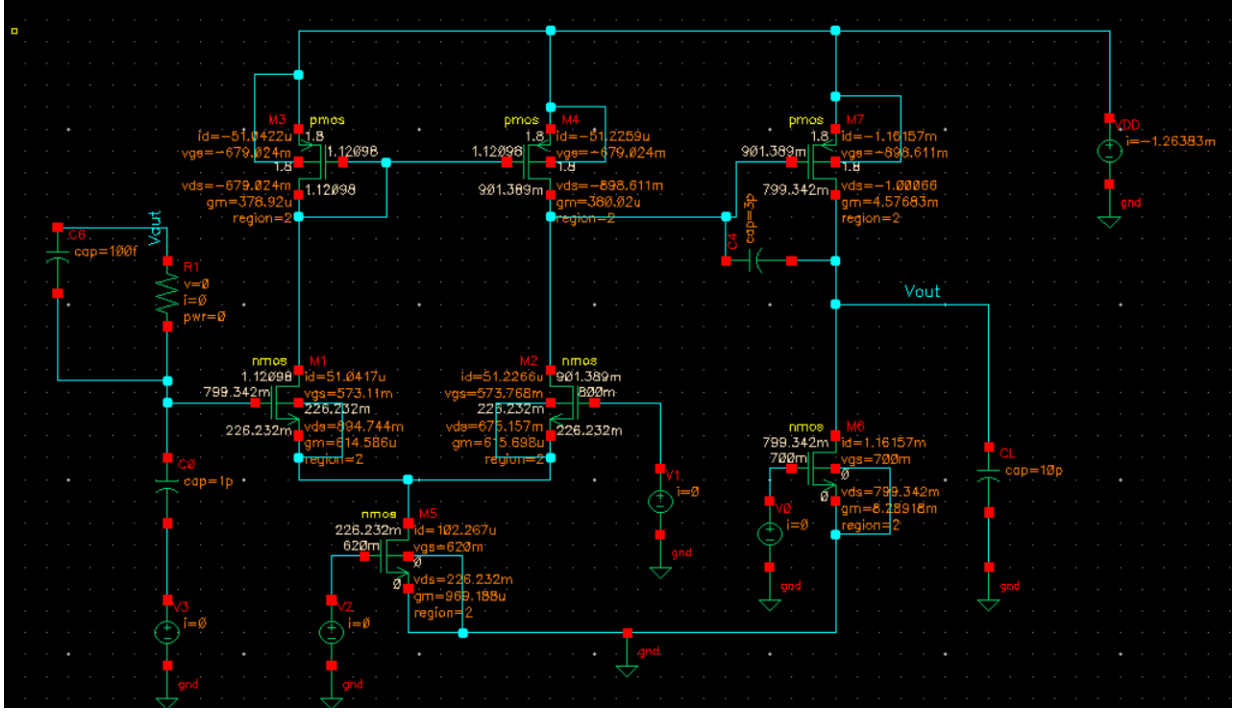 M3
pmos
id=-51.0422u
1.8
vgs=-679.024m
1.12098
1.8
vds=-679.024m
1.12098
gm=378.92u
region=2
M4
pmos
1.8
id=-51.2259u
1.12098
vgs=-679.024m
1.8
vds=-898.611m
901.389m
gm=380.02u
region=2
M7
pmos
1.8
id=-1.16157m
901.389m
vgs=-898.611m
1.8
vds=-1.00066
799.342m
gm=4.57683m
region=2
VDD
i=-1.26383m
gnd
C6
cap=100f
Vout
R1
v=0
i=0
pwr=0
C4
cap=3p
Vout
nmos
M1
1.12098
id=51.0417u
799.342m
vgs=573.11m
226.232m
vds=894.744m
226.232m
gm=614.586u
region=2
M2
nmos
id=51.2266u
901.389m
vgs=573.768m
800m
226.232m
vds=675.157m
226.232m
gm=615.698u
region=2
nmos
M6
799.342m
id=1.16157m
700m
vgs=700m
0
vds=799.342m
0
gm=8.28918m
region=2
CL
cap=10p
gnd
C0
cap=1p
V1
i=0
gnd
V0
i=0
gnd
nmos
M5
226.232m
id=102.267u
620m
vgs=620m
0
vds=226.232m
0
gm=969.188u
region=2
V3
i=0
gnd
V2
i=0
gnd
gnd